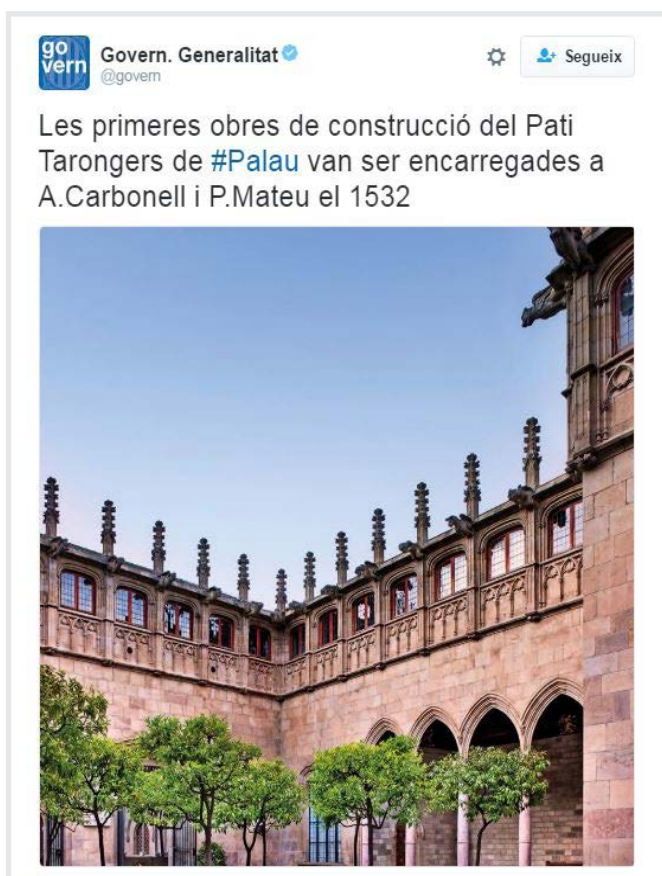 go
vern
Govern. Generalitat
@govern
Segueix
Les primeres obres de construcció del Pati
Tarongers de #Palau van ser encarregades a
A.Carbonell i P.Mateu el 1532